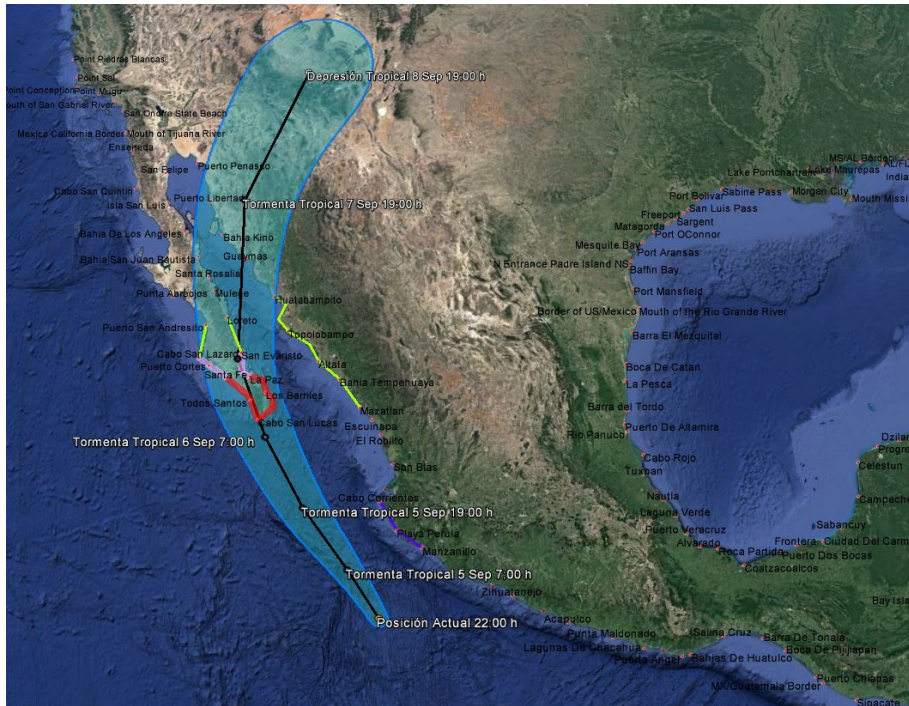 Point Piedras Blancas
Point Sal
Point Conception
Point Mugu
outh of San Gabriel River
San Onofre State Beach
Mexico California Border
Mouth of Tijuana River
Ensenada
San Felipe
Cabo San Quintin
Isla San Luis
Puerto Penasco
Puerto Libertad
Depresión Tropical 8 Sep 19:00 h
Tormenta Tropical 7 Sep 19:00 h
Bahia De Los Angeles
Bahia Kino
Bahia San Juan Bautista
Guaymas
Santa Rosalia
Punta Abreojos
Mulege
Huatabampito
Puerto San Andresito
Loreto
Topolobampo
Cabo San Lazaro
San Evaristo
Puerto Cortes
Altata
Santa Fe
La Paz
Bahia Tempehuaya
Todos Santos
Los Barriles
Mazatlan
Cabo San Lucas
Escuinapa
El Roblito
Tormenta Tropical 6 Sep 7:00 h
San Blas
Cabo Corrientes
Tormenta Tropical 5 Sep 19:00 h
Playa Perula
Manzanillo
Tormenta Tropical 5 Sep 7:00 h
Zihuatanejo
Posición Actual 22:00 h
Acapulco
Punta Maldonado
Lagunas De Chacahua
Puerto Angel
Bahias De Huatulco
Salina Cruz
Barra De Tonala
Boca De Pijijiapan
Puerto Chiapas
MX/Guatemala Border
Sipacate
MS/AL Border
AL/FL
Lake Pontchartrain
Lake Maurepas
India
Sabine Pass
Morgan City
Mouth Missi
Port Bolivar
San Luis Pass
Freeport
Sargent
Matagorda
Port OConnor
Mesquite Bay
Port Aransas
N Entrance Padre Island NS
Baffin Bay
Port Mansfield
Border of US/Mexico
Mouth of the Rio Grande River
Barra El Mezquital
Boca De Catan
La Pesca
Barra del Tordo
Puerto De Altamira
Rio Panuco
Cabo Rojo
Tuxpan
Nautla
Laguna Verde
Puerto Veracruz
Alvarado
Roca Partida
Coatzacoalcos
Puerto Dos Bocas
Frontera
Ciudad Del Carm
Sabancuy
Campeche
Celestun
Progre
Dzilan
Bay Isla